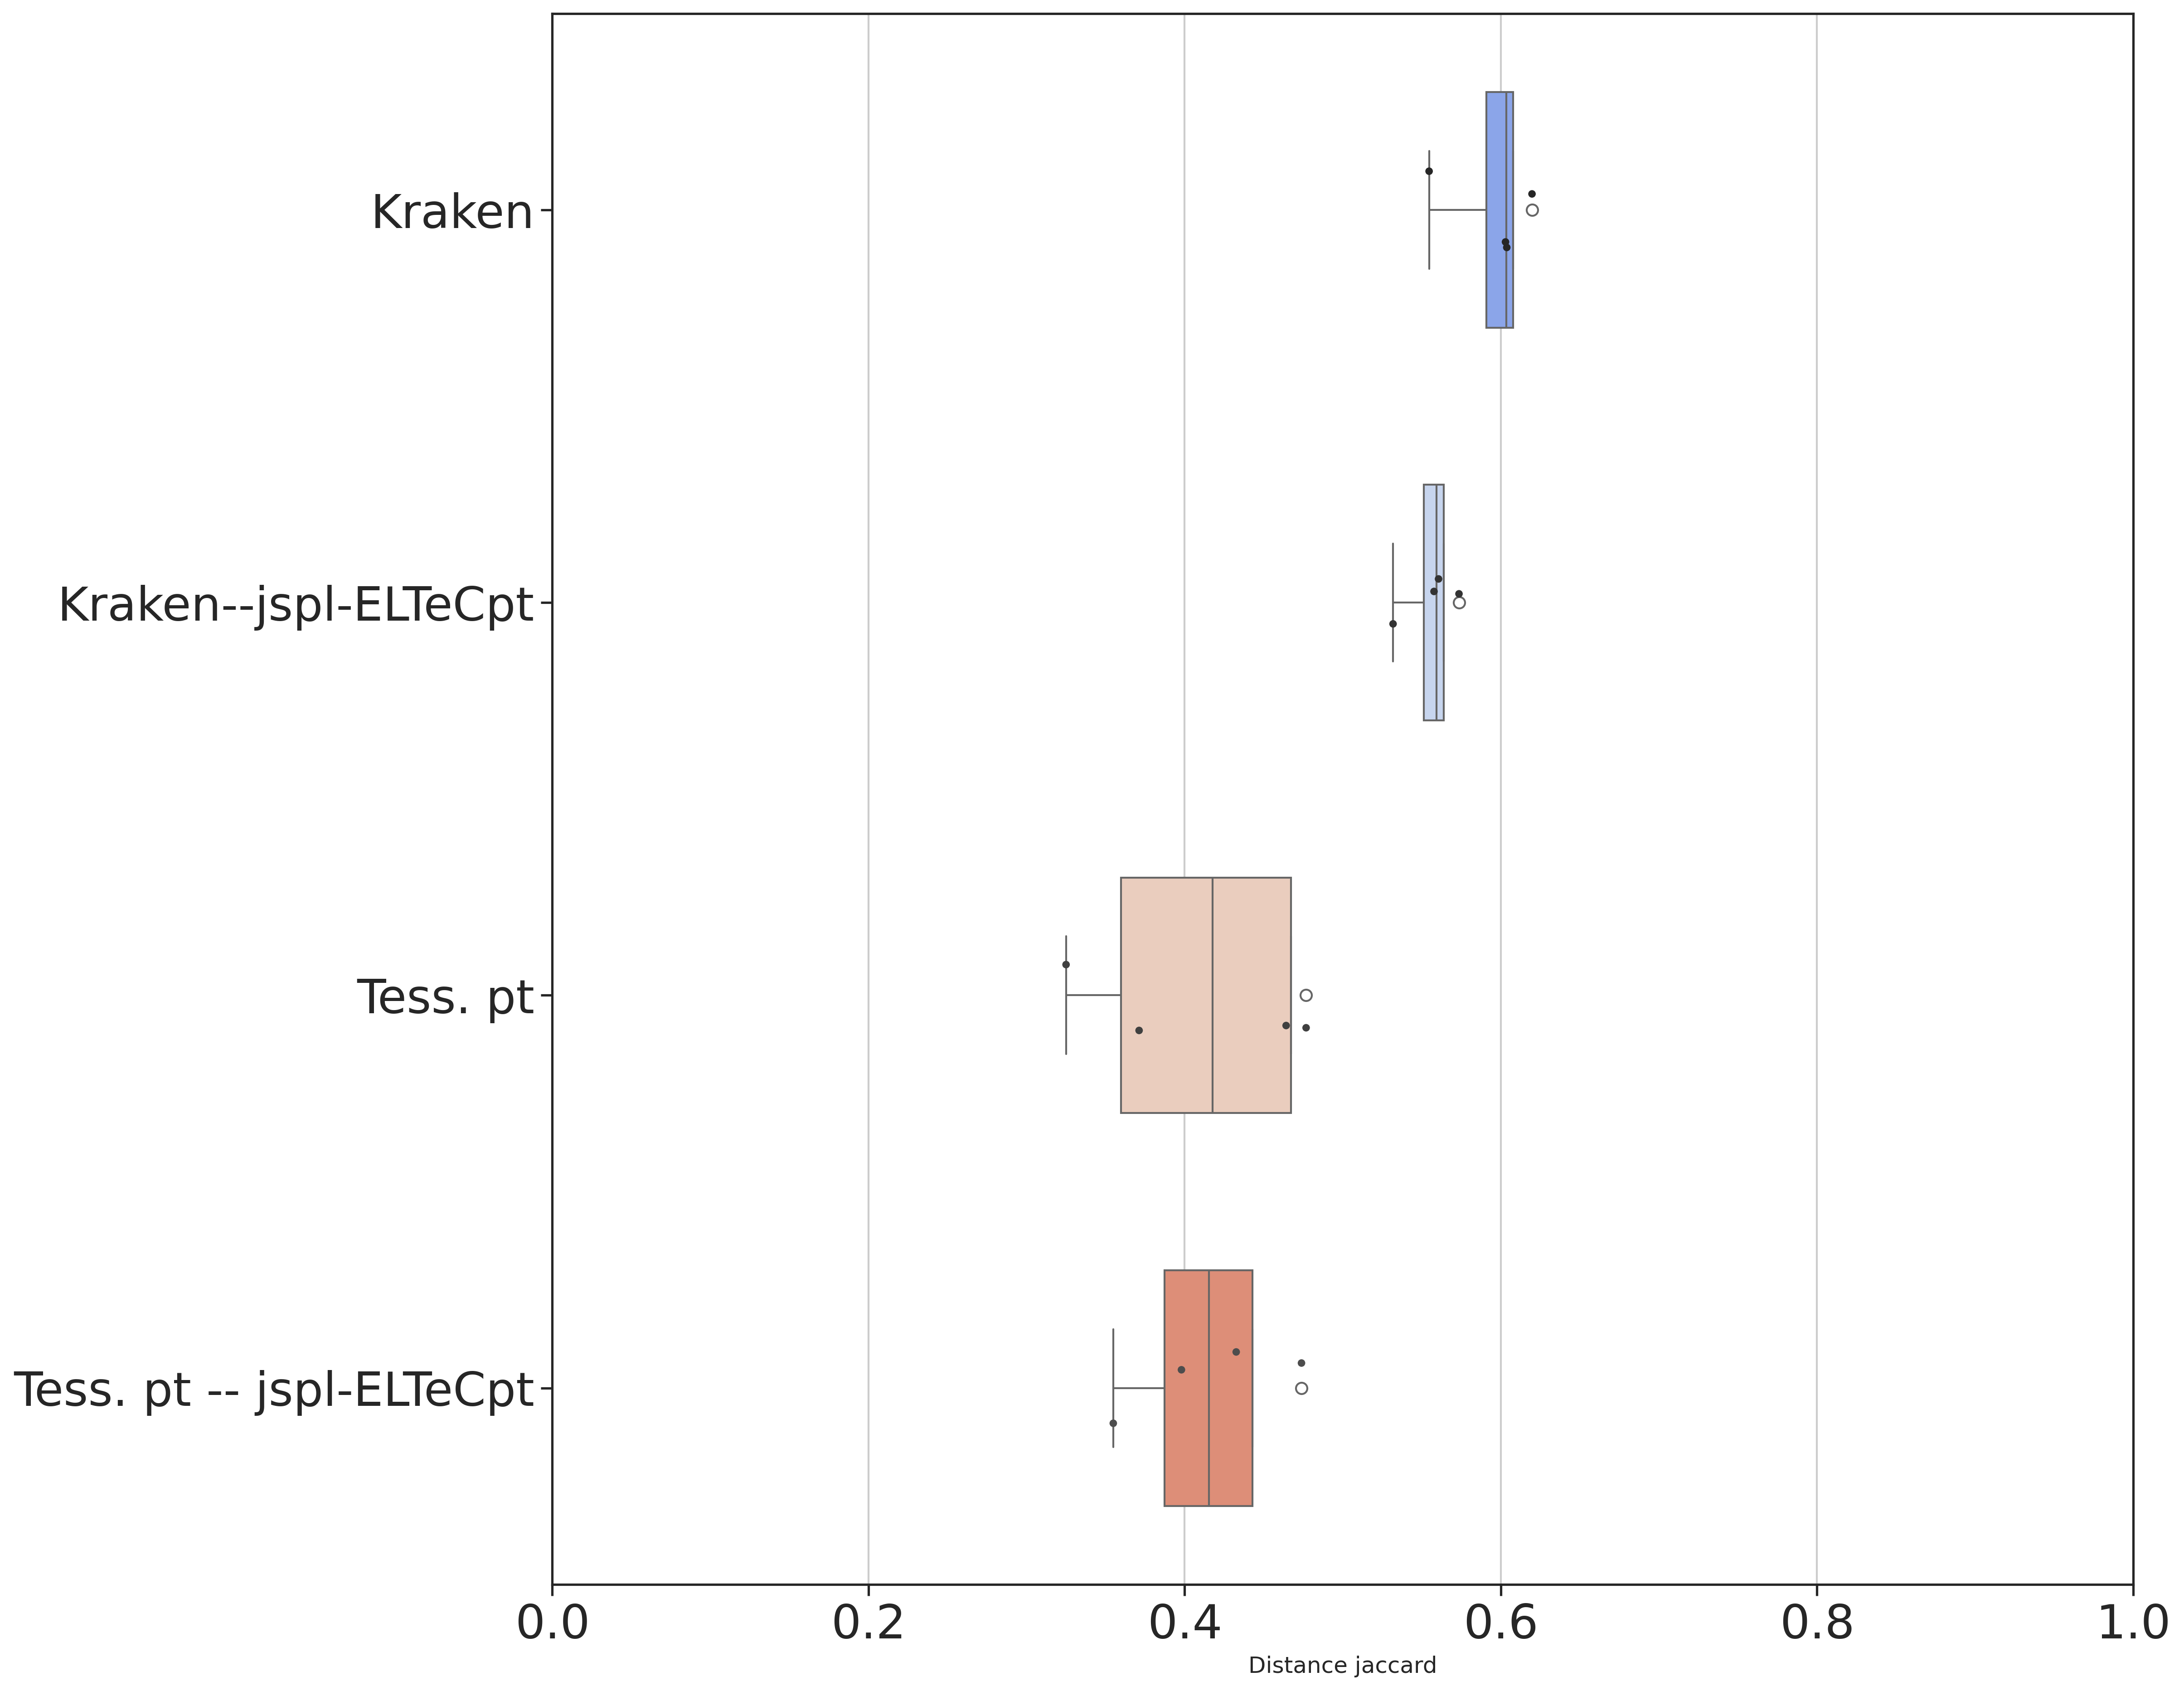 Kraken
Kraken--jspl-ELTeCpt
Tess. pt
Tess. pt -- jspl-ELTeCpt
0.0 0.2 0.4 0.6 0.8 1.0
Distance jaccard